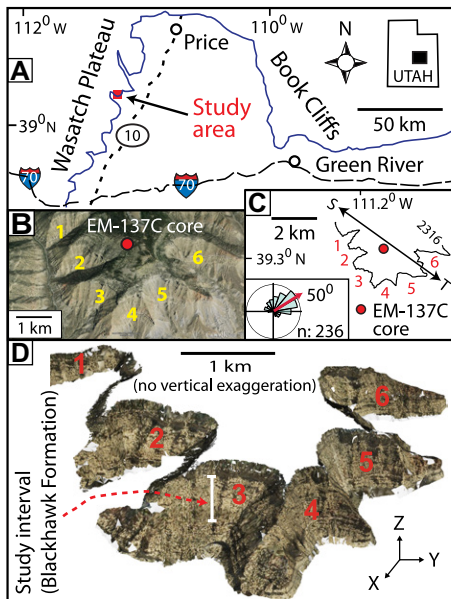 112⁰ W
110⁰ W
N
A
Price
Wasatch Plateau
Book Cliffs
UTAH
Study
area
39⁰N
10
50 km
Green River
70
70
B
EM-137C core
1
2
3
4
5
6
1 km
C
111.2⁰ W
2 km
S
2316
39.3⁰ N
1
2
3
4
5
6
T
50⁰
n: 236
EM-137C
core
D
1 km
(no vertical exaggeration)
1
2
3
4
5
6
Study interval
(Blackhawk Formation)
Z
Y
X